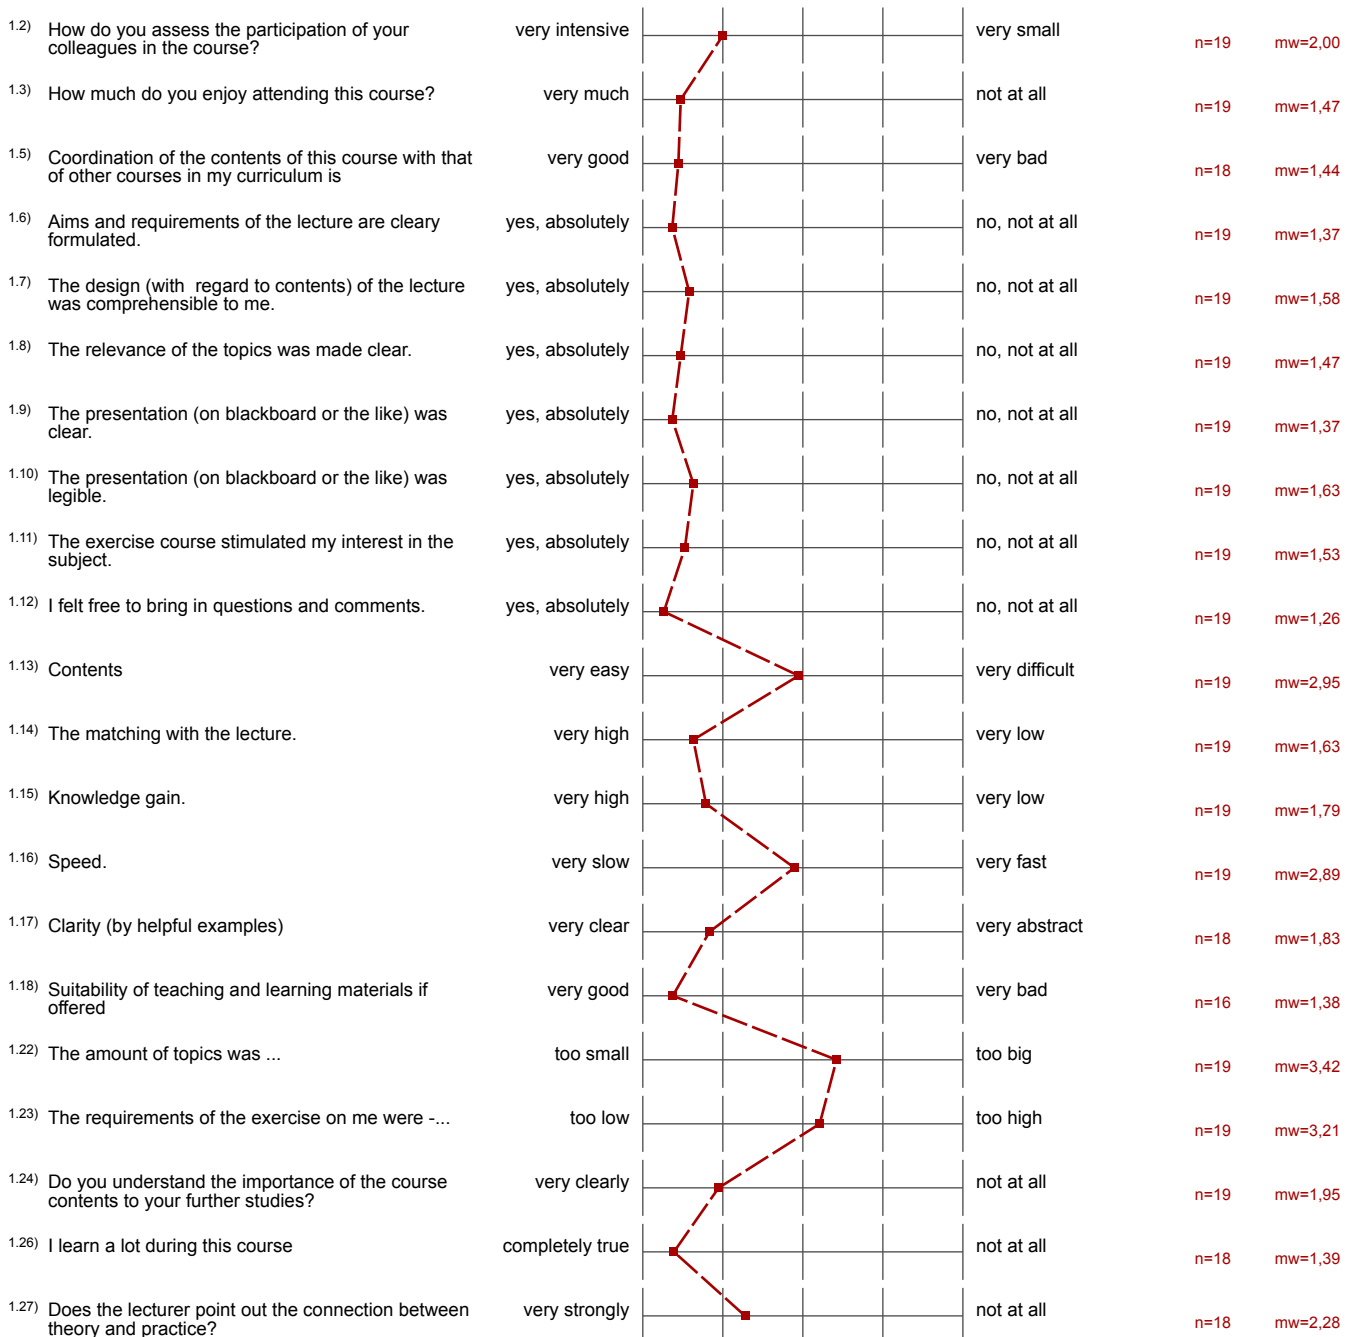 1.2) How do you assess the participation of your
colleagues in the course?
very intensive
very small
n=19 mw=2,00
1.3) How much do you enjoy attending this course?
very much
not at all
n=19 mw=1,47
1.5) Coordination of the contents of this course with that
of other courses in my curriculum is
very good
very bad
n=18 mw=1,44
1.6) Aims and requirements of the lecture are cleary
formulated.
yes, absolutely
no, not at all
n=19 mw=1,37
1.7) The design (with  regard to contents) of the lecture
was comprehensible to me.
yes, absolutely
no, not at all
n=19 mw=1,58
1.8) The relevance of the topics was made clear.
yes, absolutely
no, not at all
n=19 mw=1,47
1.9) The presentation (on blackboard or the like) was
clear.
yes, absolutely
no, not at all
n=19 mw=1,37
1.10) The presentation (on blackboard or the like) was
legible.
yes, absolutely
no, not at all
n=19 mw=1,63
1.11) The exercise course stimulated my interest in the
subject.
yes, absolutely
no, not at all
n=19 mw=1,53
1.12) I felt free to bring in questions and comments.
yes, absolutely
no, not at all
n=19 mw=1,26
1.13) Contents
very easy
very difficult
n=19 mw=2,95
1.14) The matching with the lecture.
very high
very low
n=19 mw=1,63
1.15) Knowledge gain.
very high
very low
n=19 mw=1,79
1.16) Speed.
very slow
very fast
n=19 mw=2,89
1.17) Clarity (by helpful examples)
very clear
very abstract
n=18 mw=1,83
1.18) Suitability of teaching and learning materials if
offered
very good
very bad
n=16 mw=1,38
1.22) The amount of topics was ...
too small
too big
n=19 mw=3,42
1.23) The requirements of the exercise on me were -...
too low
too high
n=19 mw=3,21
1.24) Do you understand the importance of the course
contents to your further studies?
very clearly
not at all
n=19 mw=1,95
1.26) I learn a lot during this course
completely true
not at all
n=18 mw=1,39
1.27) Does the lecturer point out the connection between
theory and practice?
very strongly
not at all
n=18 mw=2,28